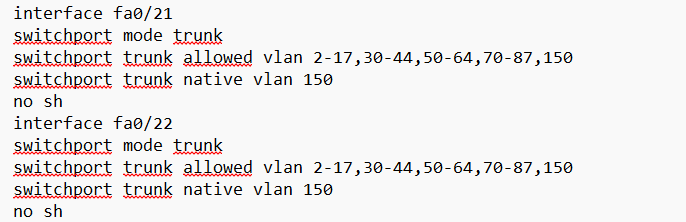 interface fa0/21
switchport mode trunk
switchport trunk allowed vlan 2-17,30-44,50-64,70-87,150
switchport trunk native vlan 150
no sh
interface fa0/22
switchport mode trunk
switchport trunk allowed vlan 2-17,30-44,50-64,70-87,150
switchport trunk native vlan 150
no sh